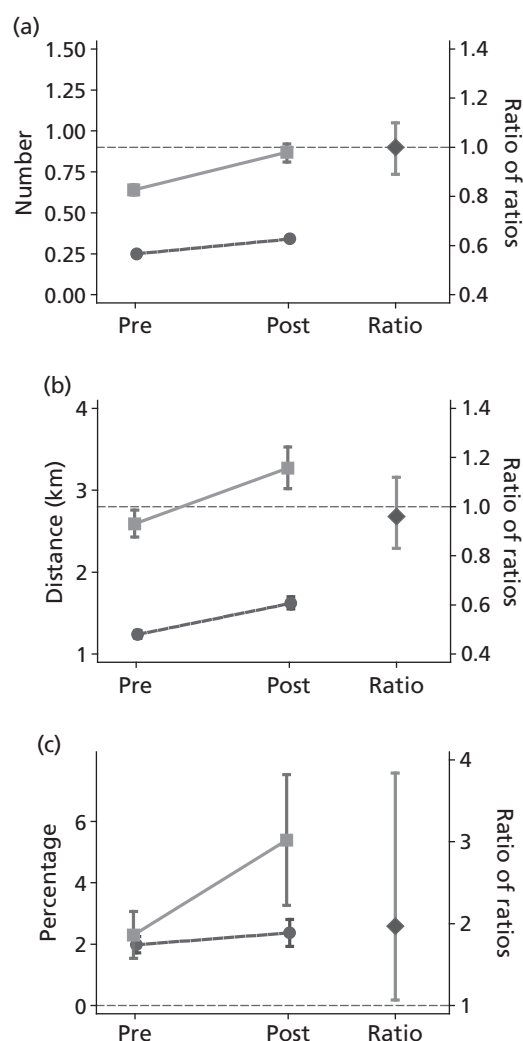 (a)
1.50
1.25
1.00
0.75
0.50
0.25
0.00
Number
1.4
1.2
1.0
0.8
0.6
0.4
Ratio of ratios
Pre Post Ratio
(b)
4
3
2
1
Distance (km)
1.4
1.2
1.0
0.8
0.6
0.4
Ratio of ratios
Pre Post Ratio
(c)
6
4
2
0
Percentage
4
3
2
1
Ratio of ratios
Pre Post Ratio